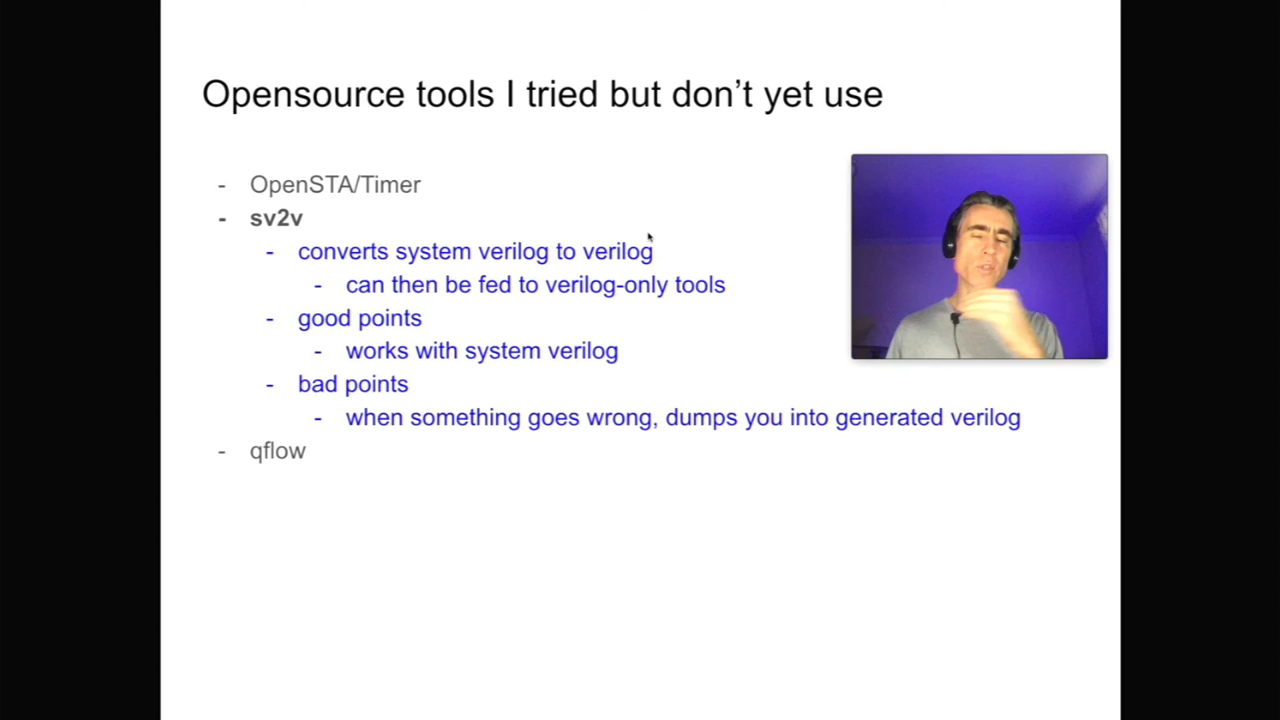 Opensource tools I tried but don’t yet use
- OpenSTA/Timer
- sv2v
- converts system verilog to verilog
- can then be fed to verilog-only tools
- good points
- works with system verilog
- bad points
- when something goes wrong, dumps you into generated verilog
- qflow